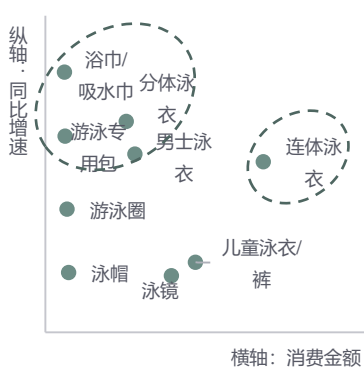 纵轴：同比增速
浴巾/
吸水巾
分体泳
衣
游泳专
用包
男士泳
衣
连体泳
衣
游泳圈
儿童泳衣/
裤
泳帽
泳镜
横轴：消费金额